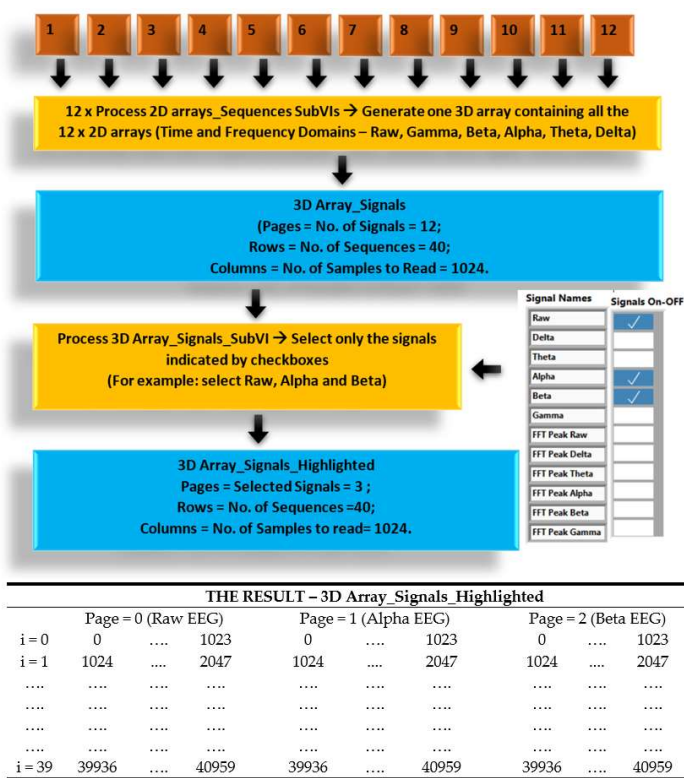 1 2 3 4 5 6 7 8 9 10 11 12
12 x Process 2D arrays_Sequences SubVIs → Generate one 3D array containing all the
12 x 2D arrays (Time and Frequency Domains – Raw, Gamma, Beta, Alpha, Theta, Delta)
3D Array_Signals
(Pages = No. of Signals = 12;
Rows = No. of Sequences = 40;
Columns = No. of Samples to Read = 1024.
Process 3D Array_Signals_SubVI → Select only the signals
indicated by checkboxes
(For example: select Raw, Alpha and Beta)
Signal Names Signals On-OFF
Raw
Delta
Theta
Alpha
Beta
Gamma
FFT Peak Raw
FFT Peak Delta
FFT Peak Theta
FFT Peak Alpha
FFT Peak Beta
FFT Peak Gamma
3D Array_Signals_Highlighted
Pages = Selected Signals = 3 ;
Rows = No. of Sequences =40;
Columns = No. of Samples to read= 1024.
THE RESULT – 3D Array_Signals_Highlighted
Page = 0 (Raw EEG) Page = 1 (Alpha EEG) Page = 2 (Beta EEG)
i = 0 0 …. 1023 0 …. 1023 0 …. 1023
i = 1 1024 .... 2047 1024 .... 2047 1024 .... 2047
…. …. …. …. …. …. …. …. …. ….
…. …. …. …. …. …. …. …. …. ….
…. …. …. …. …. …. …. …. …. ….
…. …. …. …. …. …. …. …. …. ….
i = 39 39936 …. 40959 39936 …. 40959 39936 …. 40959